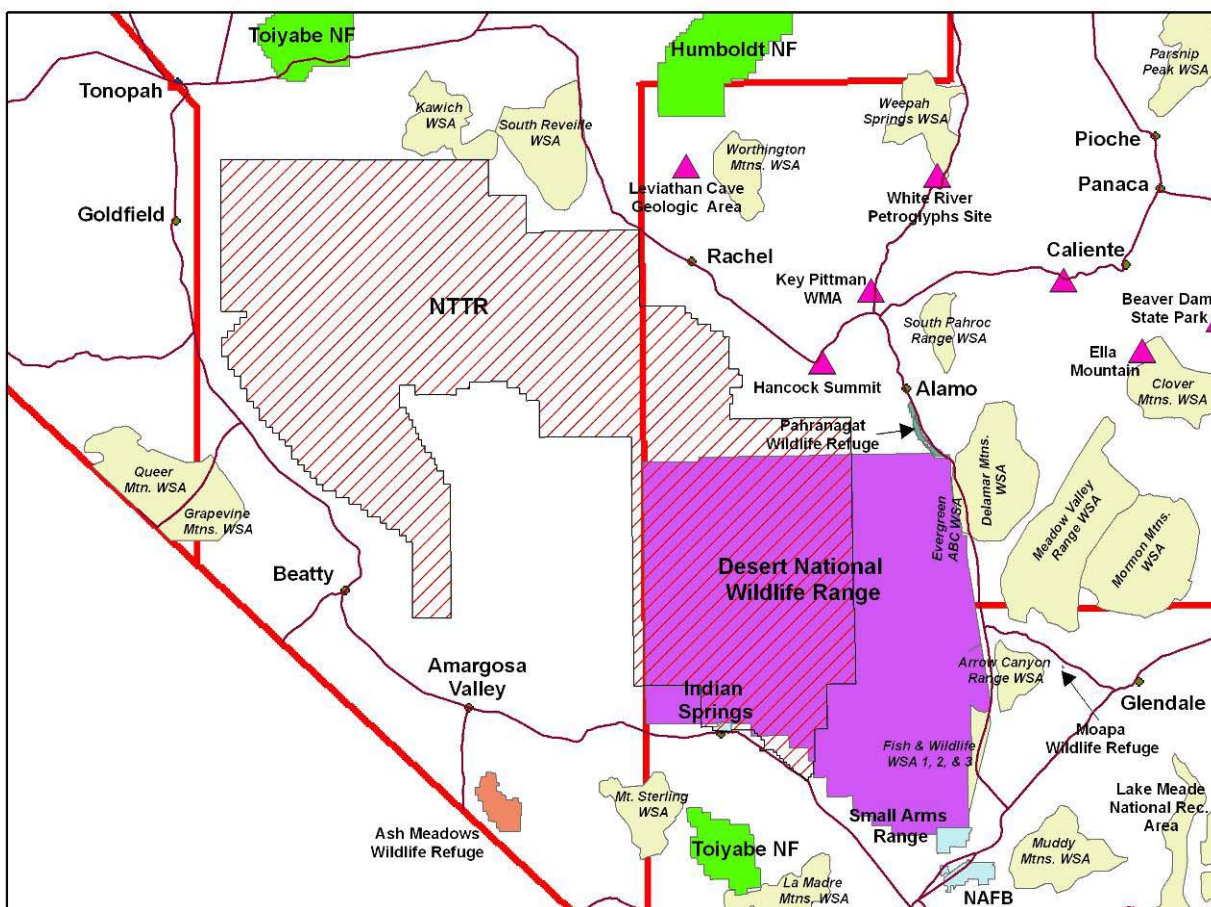 Toiyabe NF
Humboldt NF
Parsnip
Peak WSA
Tonopah
Kawich
WSA
South Reveille
WSA
Weepah
Springs WSA
Worthington
Mtns. WSA
Pioche
Leviathan Cave
Geologic Area
Panaca
White River
Petroglyphs Site
Goldfield
Rachel
Caliente
Key Pittman
WMA
NTTR
Beaver Dam
State Park
South Pahroc
Range WSA
Ella
Mountain
Hancock Summit
Alamo
Clover
Mtns. WSA
Pahranagat
Wildlife Refuge
Queer
Mtn. WSA
Grapevine
Mtns. WSA
Evergreen
ABC WSA
Delamar Mtns.
WSA
Meadow Valley
Range WSA
Mormon Mtns.
WSA
Desert National
Wildlife Range
Beatty
Amargosa
Valley
Arrow Canyon
Range WSA
Indian
Springs
Glendale
Moapa
Wildlife Refuge
Fish & Wildlife
WSA 1, 2, & 3
Mt. Sterling
WSA
Lake Meade
National Rec.
Area
Small Arms
Range
Ash Meadows
Wildlife Refuge
Toiyabe NF
Muddy
Mtns. WSA
La Madre
Mtns, WSA
NAFB